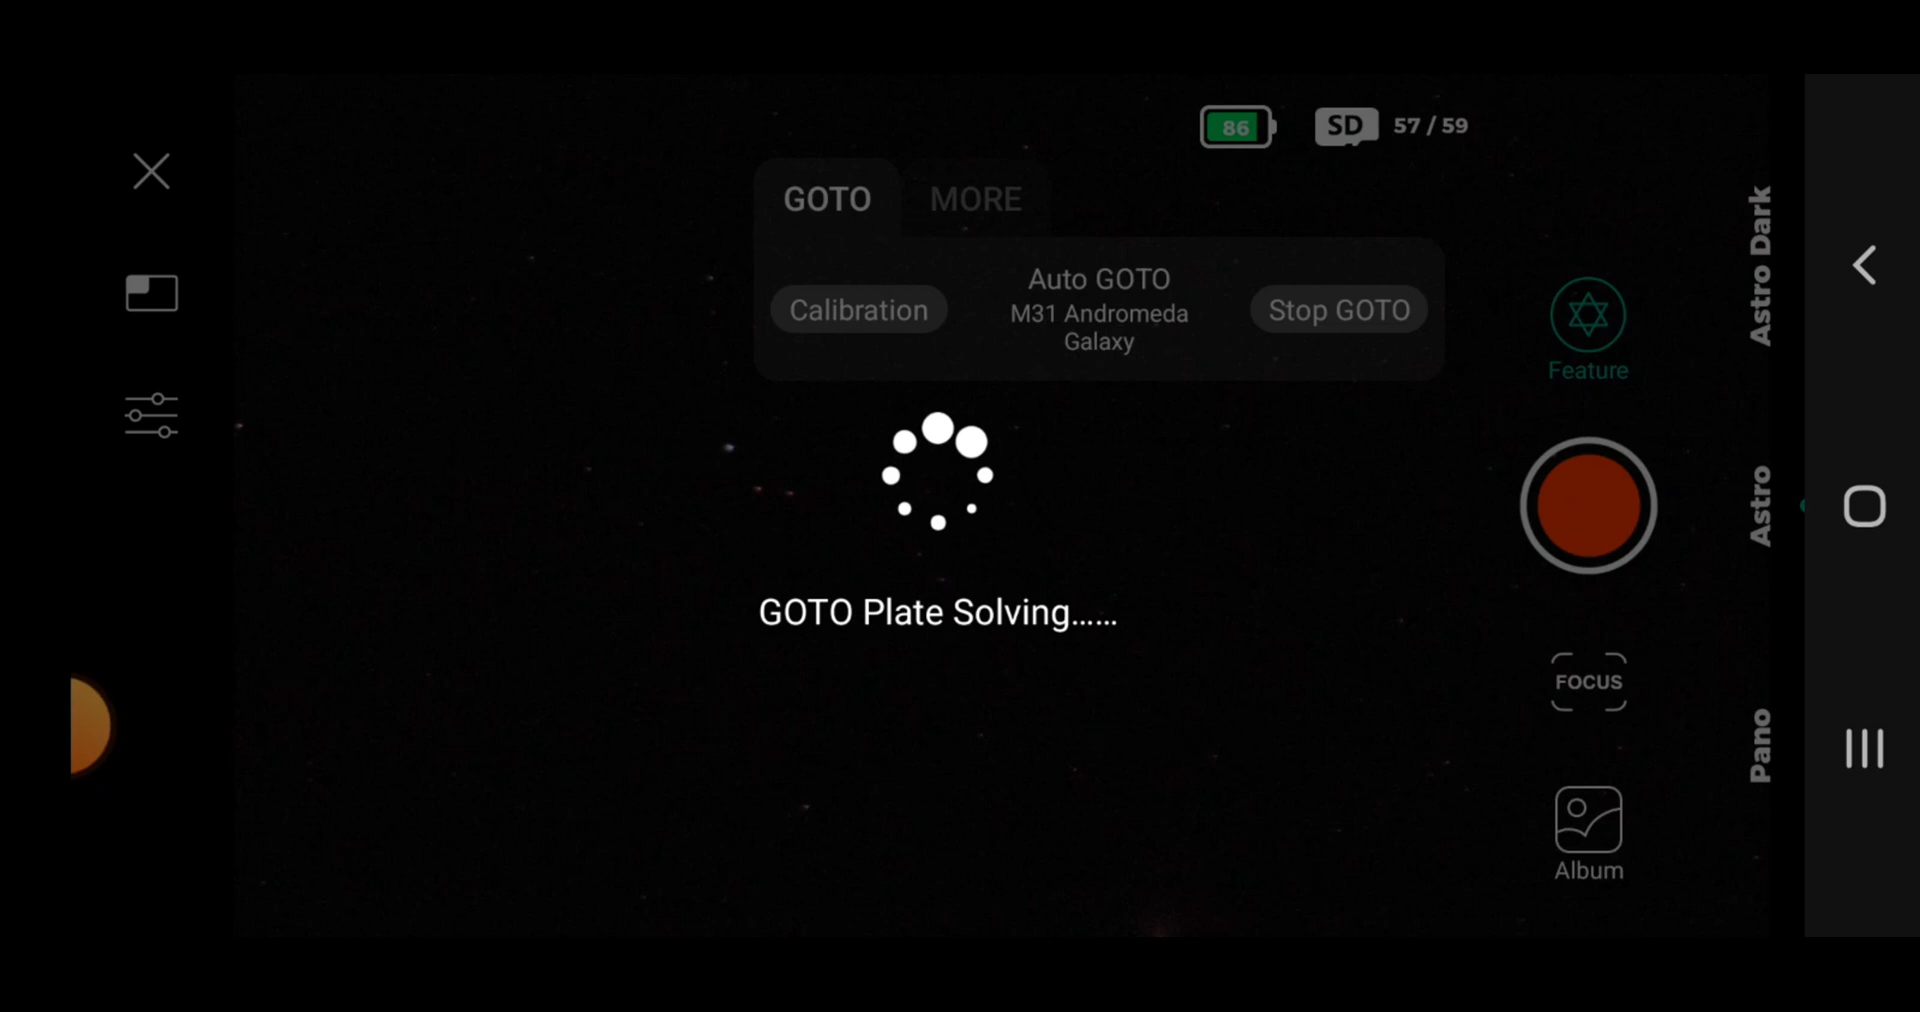 86
SD 57 / 59
GOTO MORE
Calibration
Auto GOTO
M31 Andromeda
Galaxy
Stop GOTO
Feature
GOTO Plate Solving......
FOCUS
Album
Astro Dark
Astro
Pano